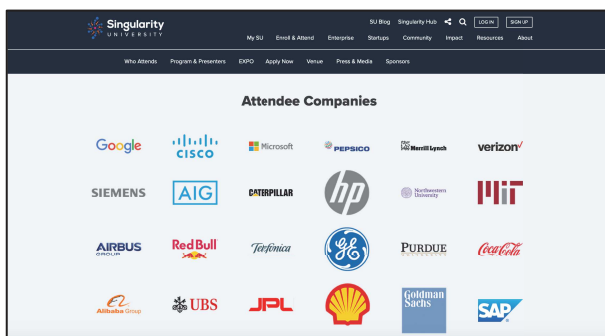 Singularity
UNIVERSITY
SU Blog Singularity Hub LOG IN SIGN UP
My SU Enroll & Attend Enterprise Startups Community Impact Resources About
Who Attends Program & Presenters EXPO Apply Now Venue Press & Media Sponsors
Attendee Companies
Google CISCO Microsoft PEPSICO Merrill Lynch verizon
SIEMENS AIG CATERPILLAR hp Northwestern University MIT
AIRBUS GROUP Red Bull Telefónica GE PURDUE Coca-Cola
Alibaba Group UBS JPL Goldman Sachs SAP